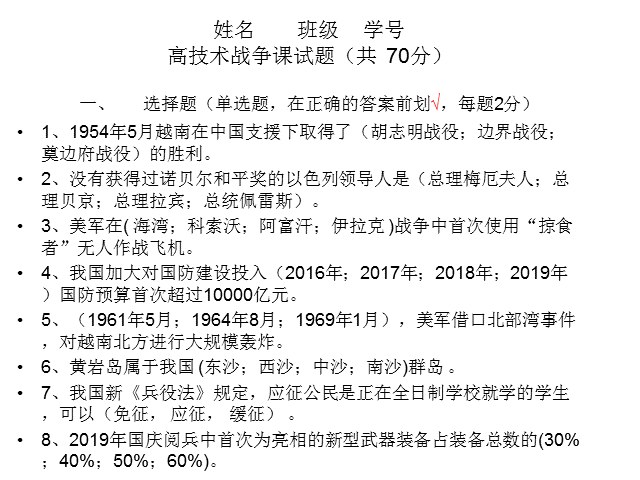 姓名 班级 学号
高技术战争课试题（共 70分）
一、 选择题（单选题，在正确的答案前划√，每题2分）
• 1、1954年5月越南在中国支援下取得了（胡志明战役；边界战役；
奠边府战役）的胜利。
• 2、没有获得过诺贝尔和平奖的以色列领导人是（总理梅厄夫人；总
理贝京；总理拉宾；总统佩雷斯）。
• 3、美军在( 海湾；科索沃；阿富汗；伊拉克 )战争中首次使用“掠食
者”无人作战飞机。
• 4、我国加大对国防建设投入（2016年；2017年；2018年；2019年
）国防预算首次超过10000亿元。
• 5、（1961年5月；1964年8月；1969年1月），美军借口北部湾事件
，对越南北方进行大规模轰炸。
• 6、黄岩岛属于我国 (东沙；西沙；中沙；南沙)群岛 。
• 7、我国新《兵役法》规定，应征公民是正在全日制学校就学的学生
，可以（免征， 应征， 缓征） 。
• 8、2019年国庆阅兵中首次为亮相的新型武器装备占装备总数的(30%
；40%；50%；60%)。